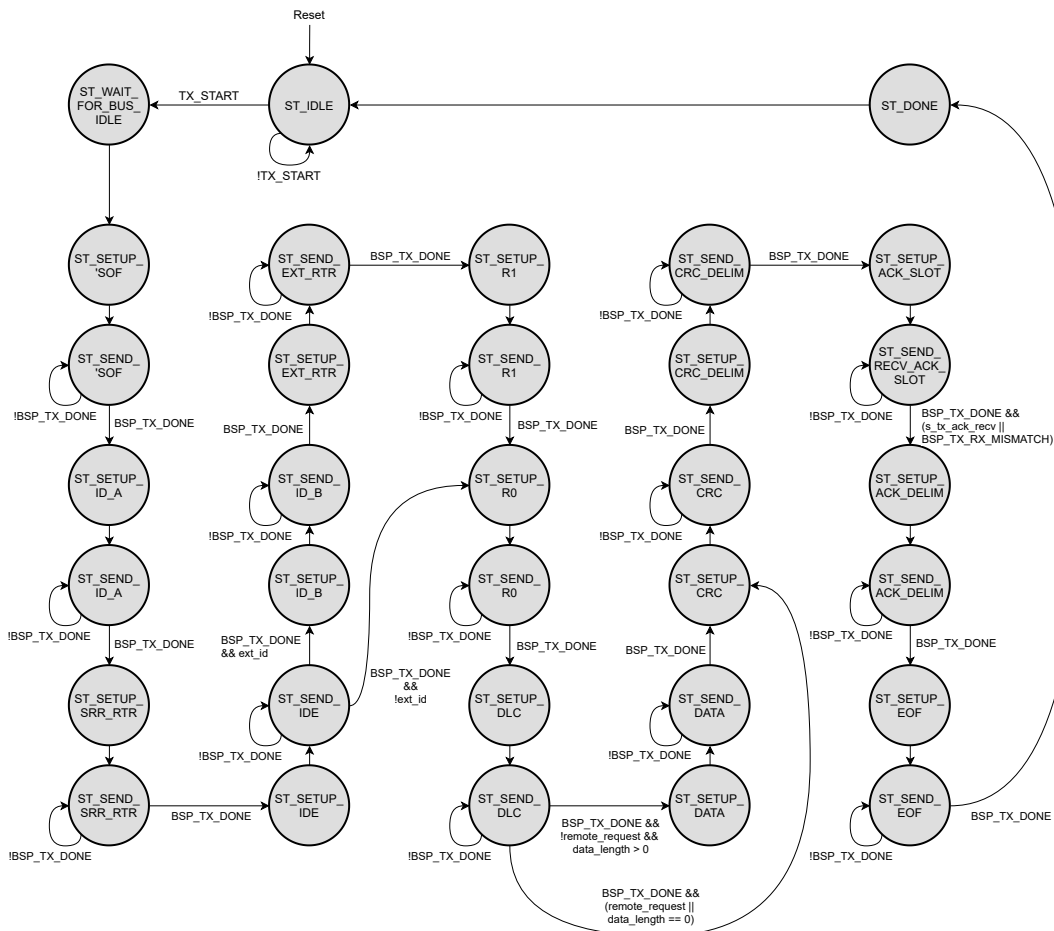 Reset
ST_WAIT_
FOR_BUS_
IDLE
TX_START
ST_IDLE
!TX_START
ST_DONE
ST_SETUP_
'SOF
ST_SEND_
'SOF
!BSP_TX_DONE
BSP_TX_DONE
ST_SETUP_
ID_A
ST_SEND_
ID_A
!BSP_TX_DONE
BSP_TX_DONE
ST_SETUP_
SRR_RTR
ST_SEND_
SRR_RTR
!BSP_TX_DONE
BSP_TX_DONE
ST_SETUP_
IDE
ST_SEND_
IDE
!BSP_TX_DONE
BSP_TX_DONE
&& ext_id
BSP_TX_DONE
&&
!ext_id
ST_SETUP_
ID_B
ST_SEND_
ID_B
!BSP_TX_DONE
BSP_TX_DONE
ST_SETUP_
EXT_RTR
ST_SEND_
EXT_RTR
!BSP_TX_DONE
BSP_TX_DONE
ST_SETUP_
R1
ST_SEND_
R1
!BSP_TX_DONE
BSP_TX_DONE
ST_SETUP_
R0
ST_SEND_
R0
!BSP_TX_DONE
BSP_TX_DONE
ST_SETUP_
DLC
ST_SEND_
DLC
!BSP_TX_DONE
BSP_TX_DONE &&
!remote_request &&
data_length > 0
BSP_TX_DONE &&
(remote_request ||
data_length == 0)
ST_SETUP_
DATA
ST_SEND_
DATA
!BSP_TX_DONE
BSP_TX_DONE
ST_SETUP_
CRC
ST_SEND_
CRC
!BSP_TX_DONE
BSP_TX_DONE
ST_SETUP_
CRC_DELIM
ST_SEND_
CRC_DELIM
!BSP_TX_DONE
BSP_TX_DONE
ST_SETUP_
ACK_SLOT
ST_SEND_
RECV_ACK_
SLOT
!BSP_TX_DONE
BSP_TX_DONE &&
(s_tx_ack_recv ||
BSP_TX_RX_MISMATCH)
ST_SETUP_
ACK_DELIM
ST_SEND_
ACK_DELIM
!BSP_TX_DONE
BSP_TX_DONE
ST_SETUP_
EOF
ST_SEND_
EOF
!BSP_TX_DONE
BSP_TX_DONE